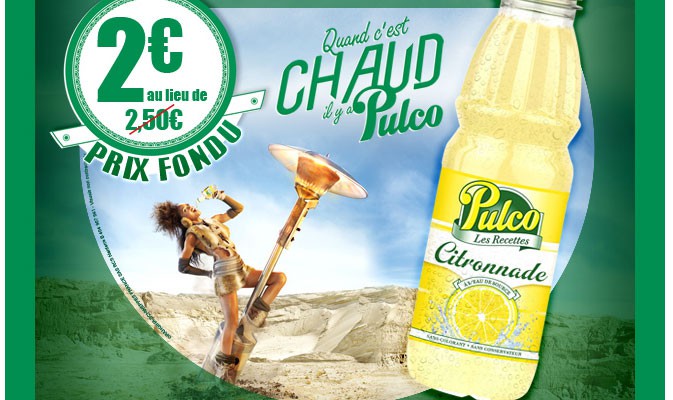 2€
au lieu de
2,50€
PRIX FONDU
Quand c'est
CHAUD
il y a Pulco
Pulco
Les Recettes
Citronnade
À L'EAU DE SOURCE
SANS COLORANT • SANS CONSERVATEUR